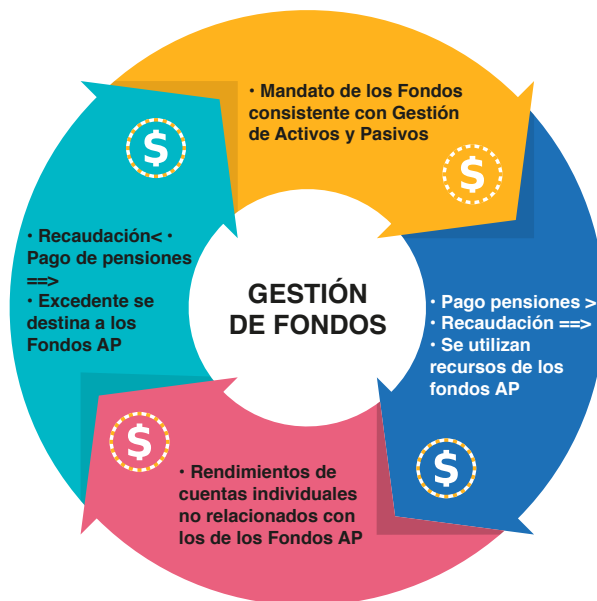 · Mandato de los Fondos
consistente con Gestión
de Activos y Pasivos
$
$
· Recaudación< ·
Pago de pensiones
==>
· Excedente se
destina a los
Fondos AP
GESTIÓN
DE FONDOS
· Pago pensiones >
· Recaudación ==>
· Se utilizan
recursos de los
fondos AP
$
$
· Rendimientos de
cuentas individuales
no relacionados con
los de los Fondos AP